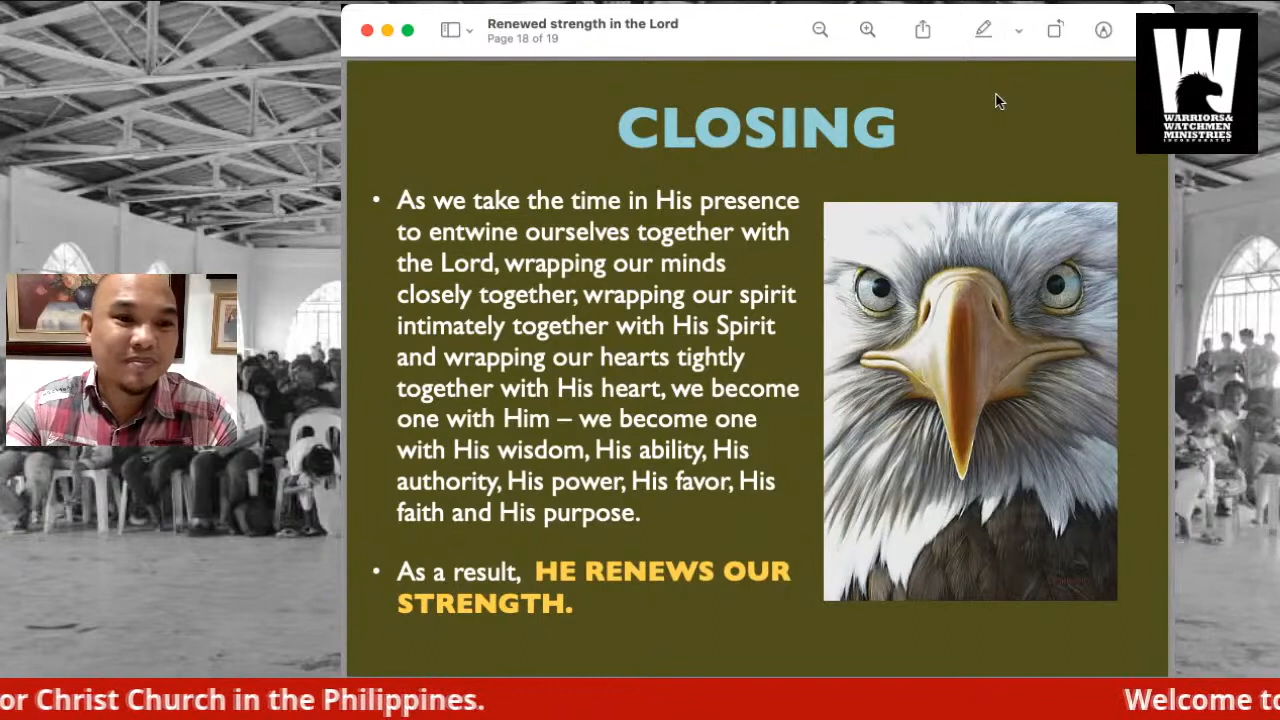 Renewed strength in the Lord
Page 18 of 19
W
WARRIORS&
WATCHMEN
MINISTRIES
INCORPORATED
CLOSING
• As we take the time in His presence
to entwine ourselves together with
the Lord, wrapping our minds
closely together, wrapping our spirit
intimately together with His Spirit
and wrapping our hearts tightly
together with His heart, we become
one with Him – we become one
with His wisdom, His ability, His
authority, His power, His favor, His
faith and His purpose.
• As a result, HE RENEWS OUR
STRENGTH.
or Christ Church in the Philippines.
Welcome to